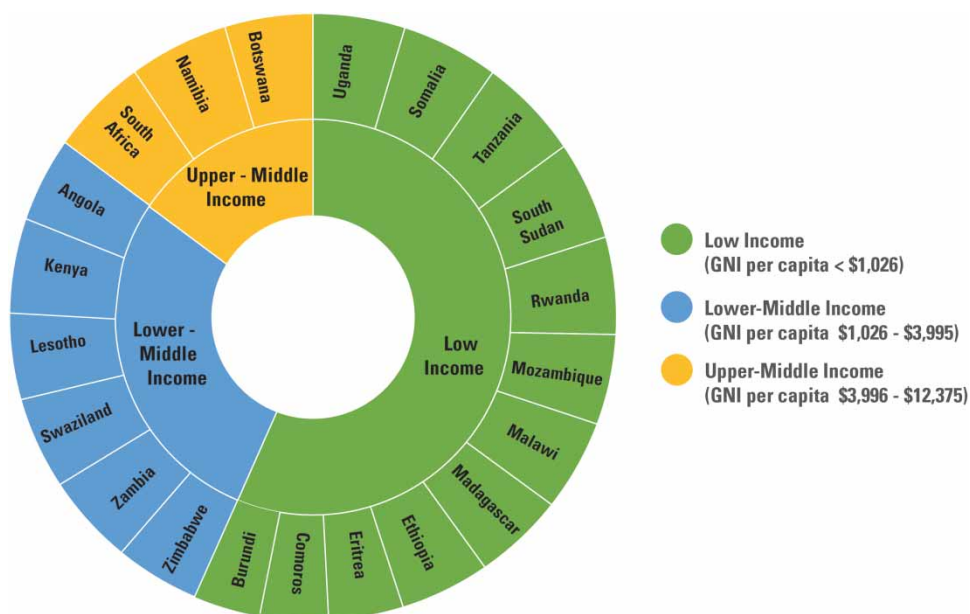 Uganda
Somalia
Tanzania
South
Sudan
Rwanda
Mozambique
Malawi
Madagascar
Ethiopia
Eritrea
Comoros
Burundi
Zimbabwe
Zambia
Swaziland
Lesotho
Kenya
Angola
South
Africa
Namibia
Botswana
Upper - Middle
Income
Lower -
Middle
Income
Low
Income
Low Income
(GNI per capita < $1,026)
Lower-Middle Income
(GNI per capita $1,026 - $3,995)
Upper-Middle Income
(GNI per capita $3,996 - $12,375)